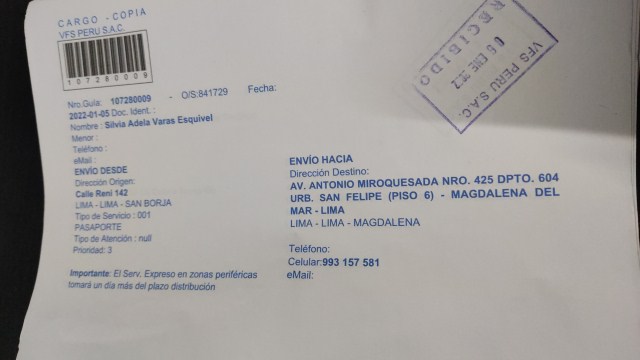 CARGO - COPIA
VFS PERU S.A.C.
107280009
Nro.Guía: 107280009 - O/S:841729 Fecha:
2022-01-05 Doc. Ident. :
Nombre : Silvia Adela Varas Esquivel
Menor :
Teléfono :
eMail :
ENVÍO DESDE
Dirección Origen:
Calle Reni 142
LIMA - LIMA - SAN BORJA
Tipo de Servicio : 001
PASAPORTE
Tipo de Atención : null
Prioridad: 3
Importante: El Serv. Expreso en zonas periféricas
tomará un día más del plazo distribución
VFS PERU S.A.C.
05 ENE
RECIBIDO
ENVÍO HACIA
Dirección Destino:
AV. ANTONIO MIROQUESADA NRO. 425 DPTO. 604
URB. SAN FELIPE (PISO 6) - MAGDALENA DEL
MAR - LIMA
LIMA - LIMA - MAGDALENA
Teléfono:
Celular:993 157 581
eMail: